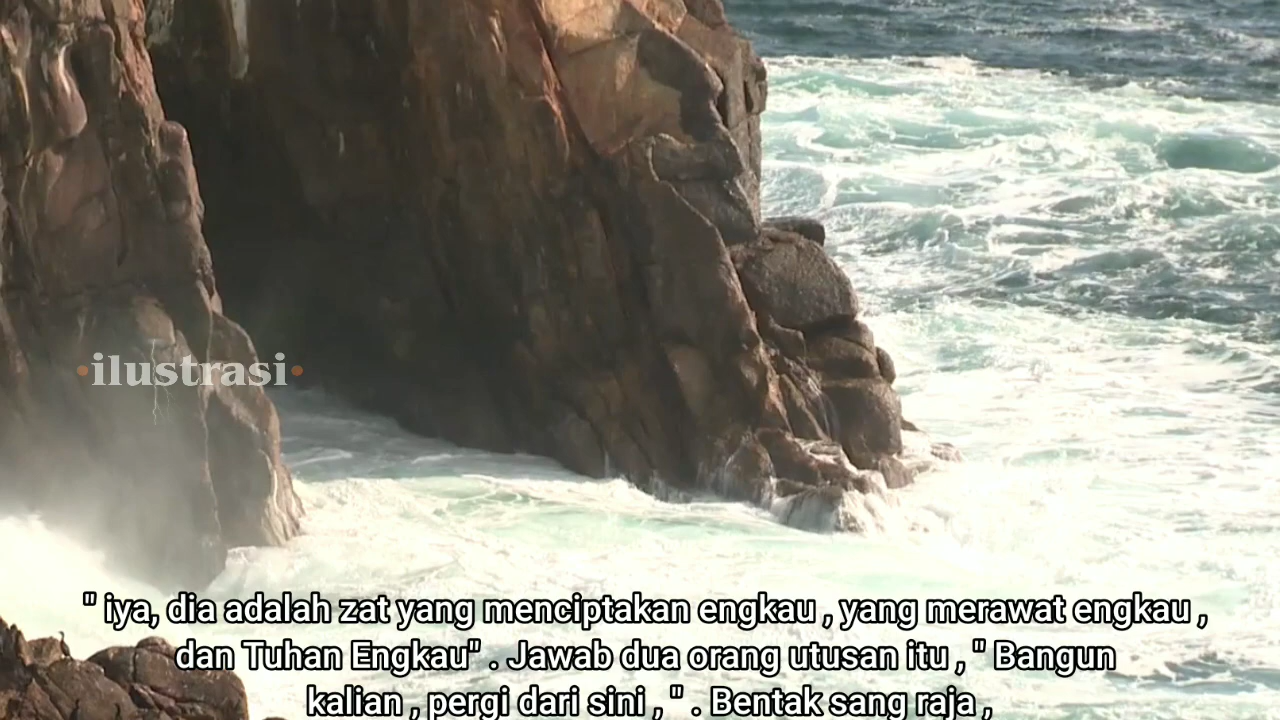 •ilustrasi•
" iya, dia adalah zat yang menciptakan engkau , yang merawat engkau ,
dan Tuhan Engkau" . Jawab dua orang utusan itu , " Bangun
kalian , pergi dari sini , " . Bentak sang raja ,